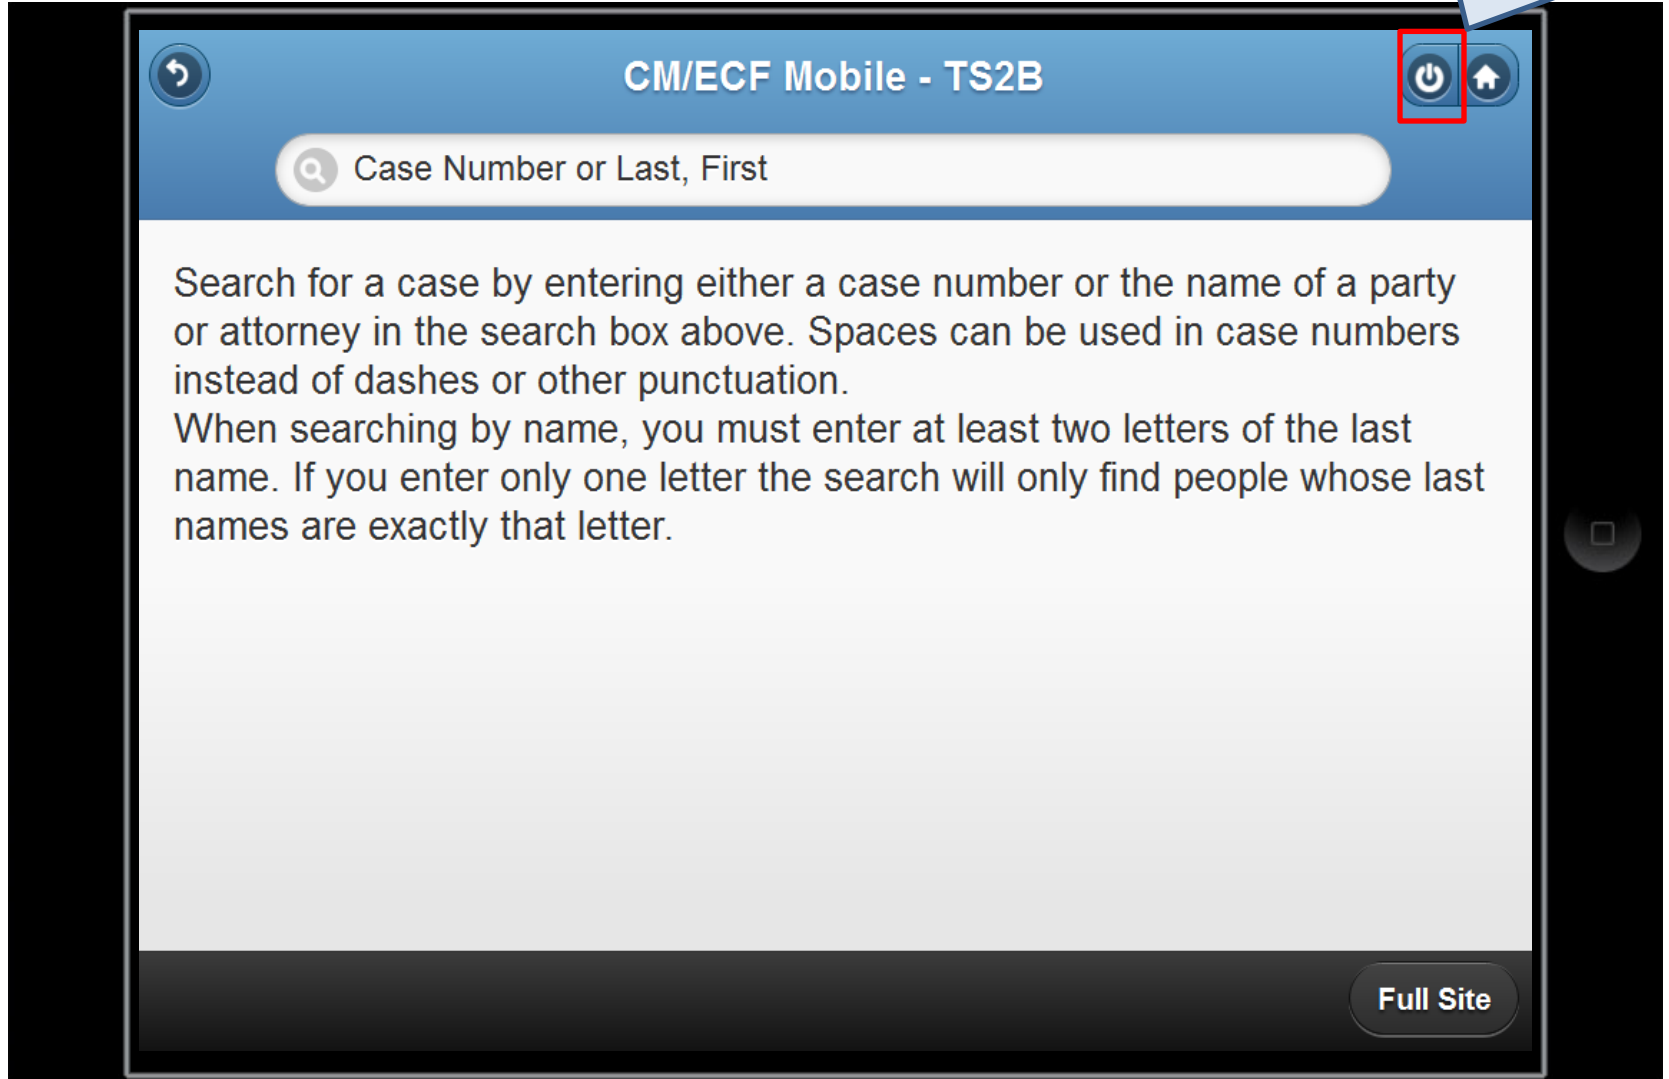 CM/ECF Mobile - TS2B
Case Number or Last, First
Search for a case by entering either a case number or the name of a party
or attorney in the search box above. Spaces can be used in case numbers
instead of dashes or other punctuation.
When searching by name, you must enter at least two letters of the last
name. If you enter only one letter the search will only find people whose last
names are exactly that letter.
Full Site